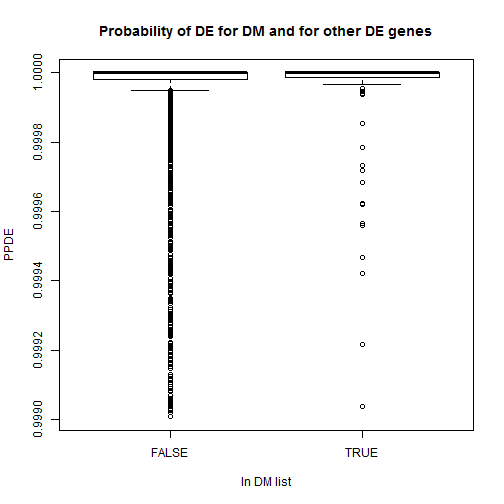 Probability of DE for DM and for other DE genes
PPDE
1.0000
0.9998
0.9996
0.9994
0.9992
0.9990
FALSE
TRUE
In DM list